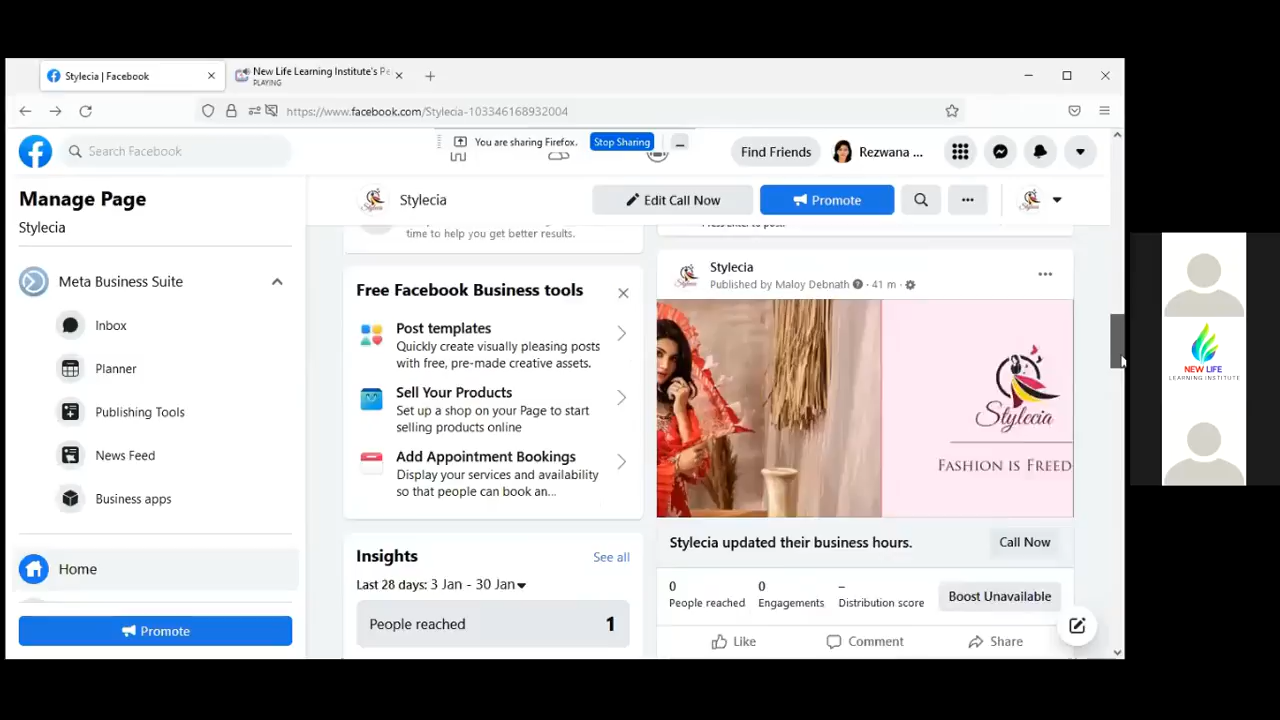 Stylecia | Facebook
New Life Learning Institute's Pe
PLAYING
https://www.facebook.com/Stylecia-103346168932004
Search Facebook
You are sharing Firefox.
Stop Sharing
Find Friends
Rezwana ...
Manage Page
Stylecia
Stylecia
Edit Call Now
Promote
Meta Business Suite
Inbox
Planner
Publishing Tools
News Feed
Business apps
Home
Promote
time to help you get better results.
Free Facebook Business tools
Post templates
Quickly create visually pleasing posts
with free, pre-made creative assets.
Sell Your Products
Set up a shop on your Page to start
selling products online
Add Appointment Bookings
Display your services and availability
so that people can book an...
Insights
See all
Last 28 days: 3 Jan - 30 Jan
People reached
1
Press Enter to post.
Stylecia
Published by Maloy Debnath · 41 m ·
Stylecia
FASHION IS FREED
Stylecia updated their business hours.
Call Now
0
People reached
0
Engagements
–
Distribution score
Boost Unavailable
Like
Comment
Share
NEW LIFE
LEARNING INSTITUTE